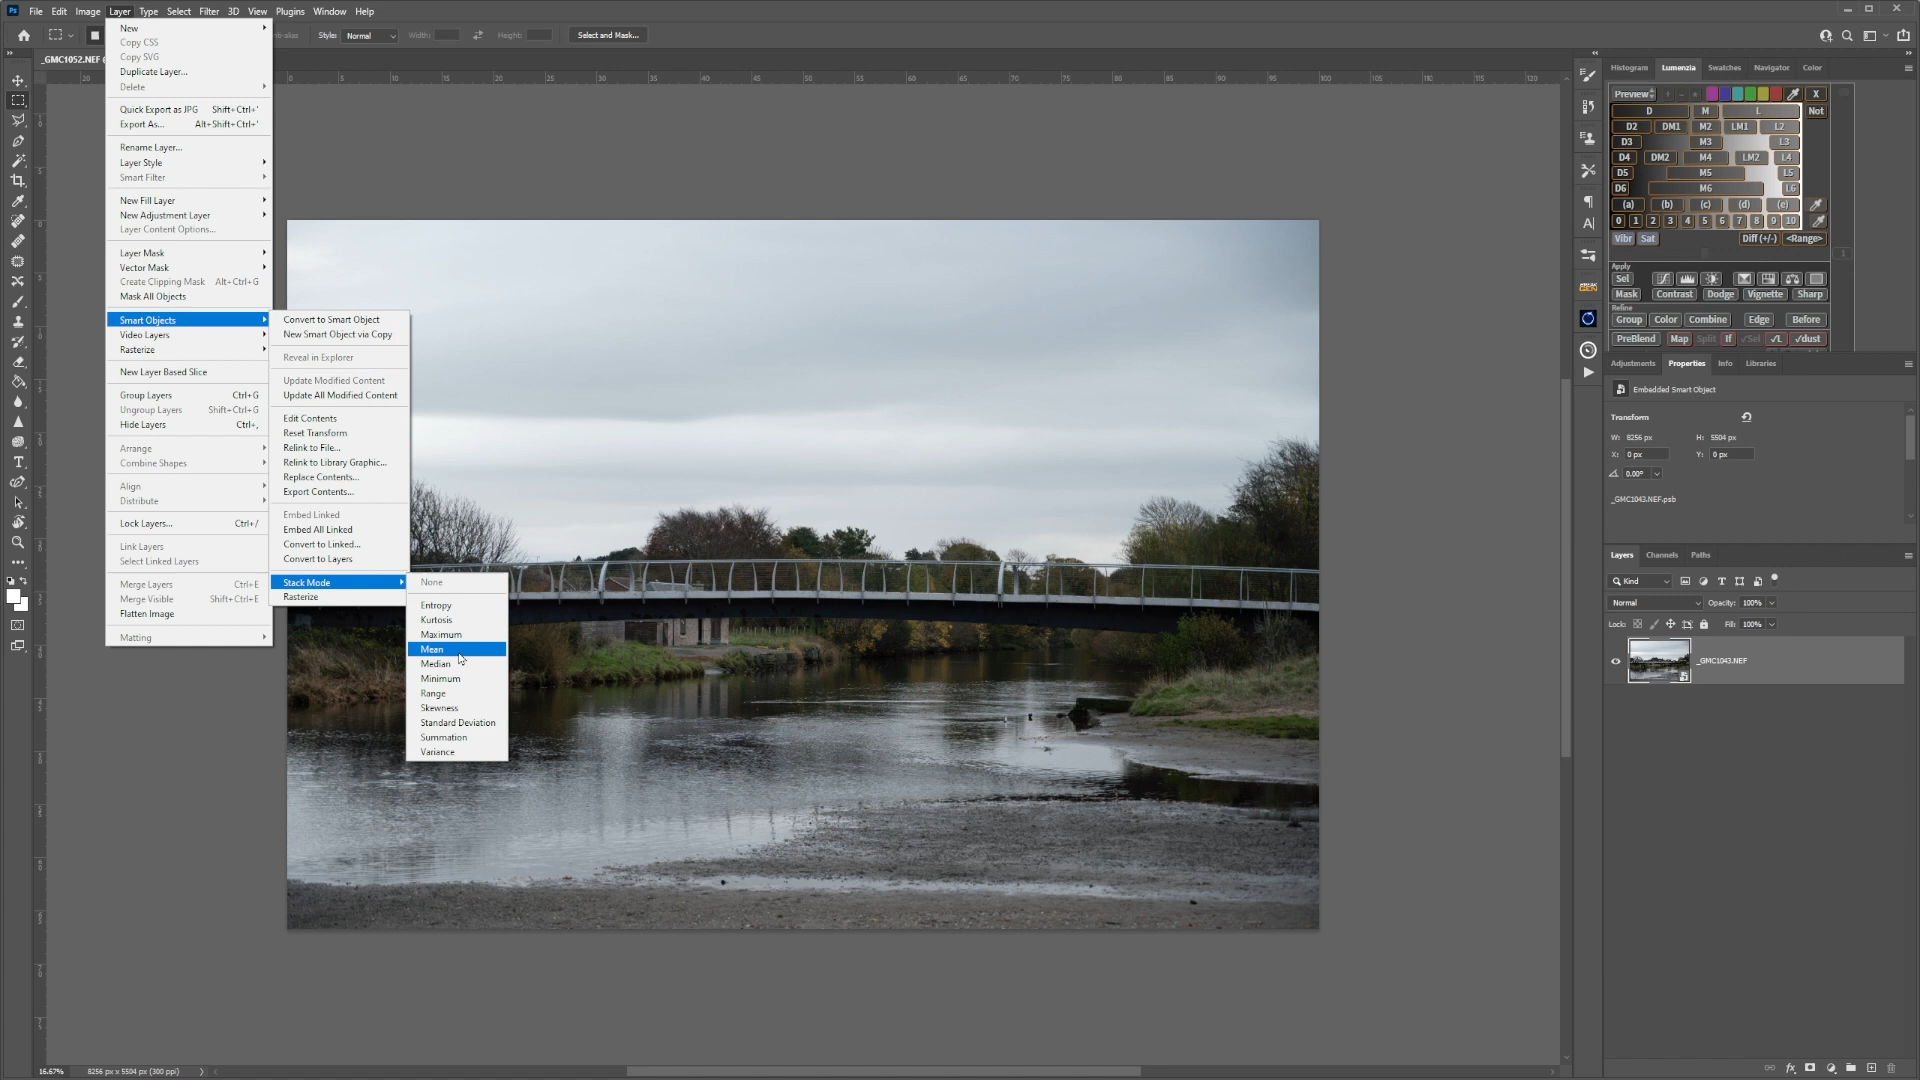 Ps File Edit Image Layer Type Select Filter 3D View Plugins Window Help
nti-alias Style: Normal Width: Height: Select and Mask...
_GMC1052.NEF
New
Copy CSS
Copy SVG
Duplicate Layer...
Delete
Quick Export as JPG Shift+Ctrl+'
Export As... Alt+Shift+Ctrl+'
Rename Layer...
Layer Style
Smart Filter
New Fill Layer
New Adjustment Layer
Layer Content Options...
Layer Mask
Vector Mask
Create Clipping Mask Alt+Ctrl+G
Mask All Objects
Smart Objects
Video Layers
Rasterize
New Layer Based Slice
Group Layers Ctrl+G
Ungroup Layers Shift+Ctrl+G
Hide Layers Ctrl+,
Arrange
Combine Shapes
Align
Distribute
Lock Layers... Ctrl+/
Link Layers
Select Linked Layers
Merge Layers Ctrl+E
Merge Visible Shift+Ctrl+E
Flatten Image
Matting
Convert to Smart Object
New Smart Object via Copy
Reveal in Explorer
Update Modified Content
Update All Modified Content
Edit Contents
Reset Transform
Relink to File...
Relink to Library Graphic...
Replace Contents...
Export Contents...
Embed Linked
Embed All Linked
Convert to Linked...
Convert to Layers
Stack Mode
Rasterize
None
Entropy
Kurtosis
Maximum
Mean
Median
Minimum
Range
Skewness
Standard Deviation
Summation
Variance
Histogram Lumenzia Swatches Navigator Color
Preview X
D M L Not
D2 DM1 M2 LM1 L2
D3 M3 L3
D4 DM2 M4 LM2 L4
D5 M5 L5
D6 M6 L6
(a) (b) (c) (d) (e)
0 1 2 3 4 5 6 7 8 9 10
Vibr Sat Diff (+/-) <Range>
1
Apply
Sel
Mask Contrast Dodge Vignette Sharp
Refine
Group Color Combine Edge Before
PreBlend Map Split If ✓Sel ✓L ✓dust
Adjustments Properties Info Libraries
Embedded Smart Object
Transform
W: 8256 px H: 5504 px
X: 0 px Y: 0 px
0.00°
_GMC1043.NEF.psb
Layers Channels Paths
Kind
Normal Opacity: 100%
Lock: Fill: 100%
_GMC1043.NEF
16.67% 8256 px x 5504 px (300 ppi)